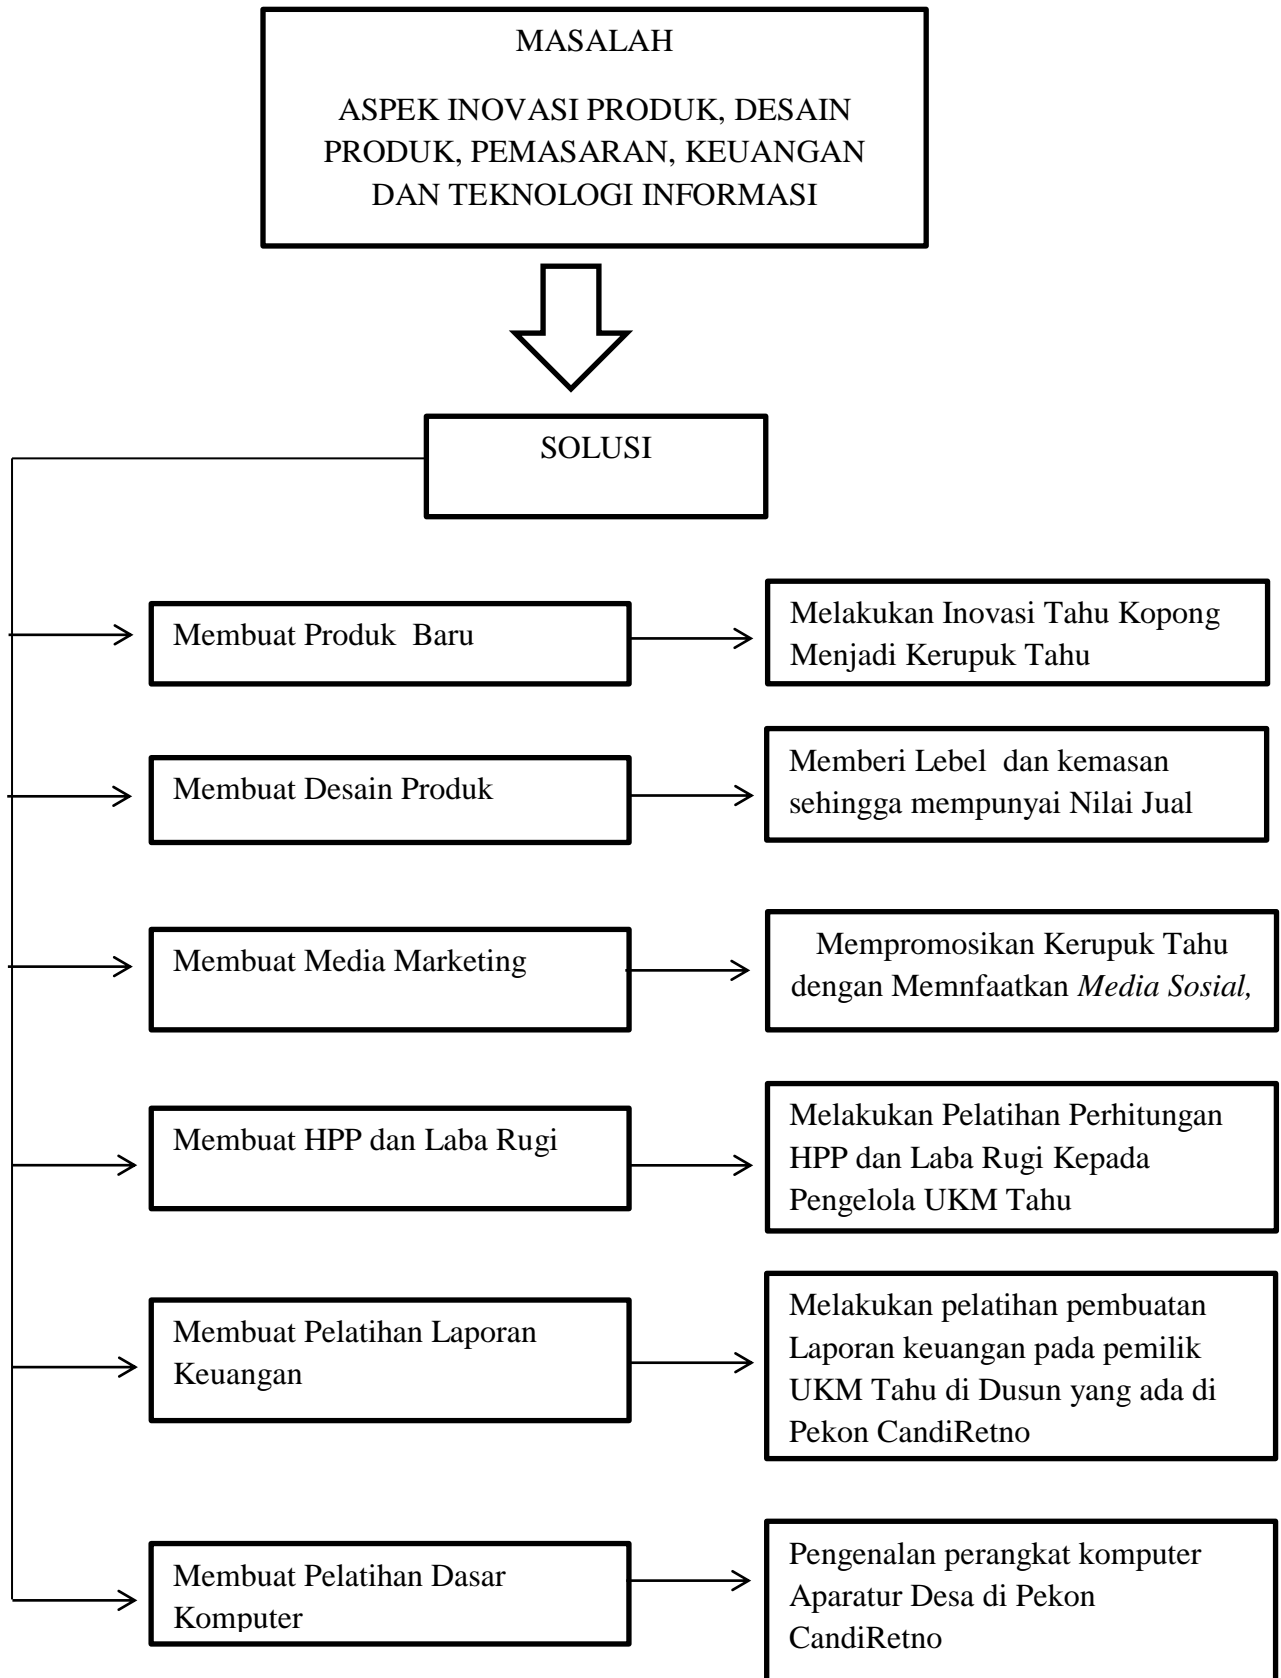 MASALAH
ASPEK INOVASI PRODUK, DESAIN
PRODUK, PEMASARAN, KEUANGAN
DAN TEKNOLOGI INFORMASI
SOLUSI
Membuat Produk  Baru
Melakukan Inovasi Tahu Kopong
Menjadi Kerupuk Tahu
Membuat Desain Produk
Memberi Lebel  dan kemasan
sehingga mempunyai Nilai Jual
Membuat Media Marketing
Mempromosikan Kerupuk Tahu
dengan Memnfaatkan Media Sosial,
Membuat HPP dan Laba Rugi
Melakukan Pelatihan Perhitungan
HPP dan Laba Rugi Kepada
Pengelola UKM Tahu
Membuat Pelatihan Laporan
Keuangan
Melakukan pelatihan pembuatan
Laporan keuangan pada pemilik
UKM Tahu di Dusun yang ada di
Pekon CandiRetno
Membuat Pelatihan Dasar
Komputer
Pengenalan perangkat komputer
Aparatur Desa di Pekon
CandiRetno